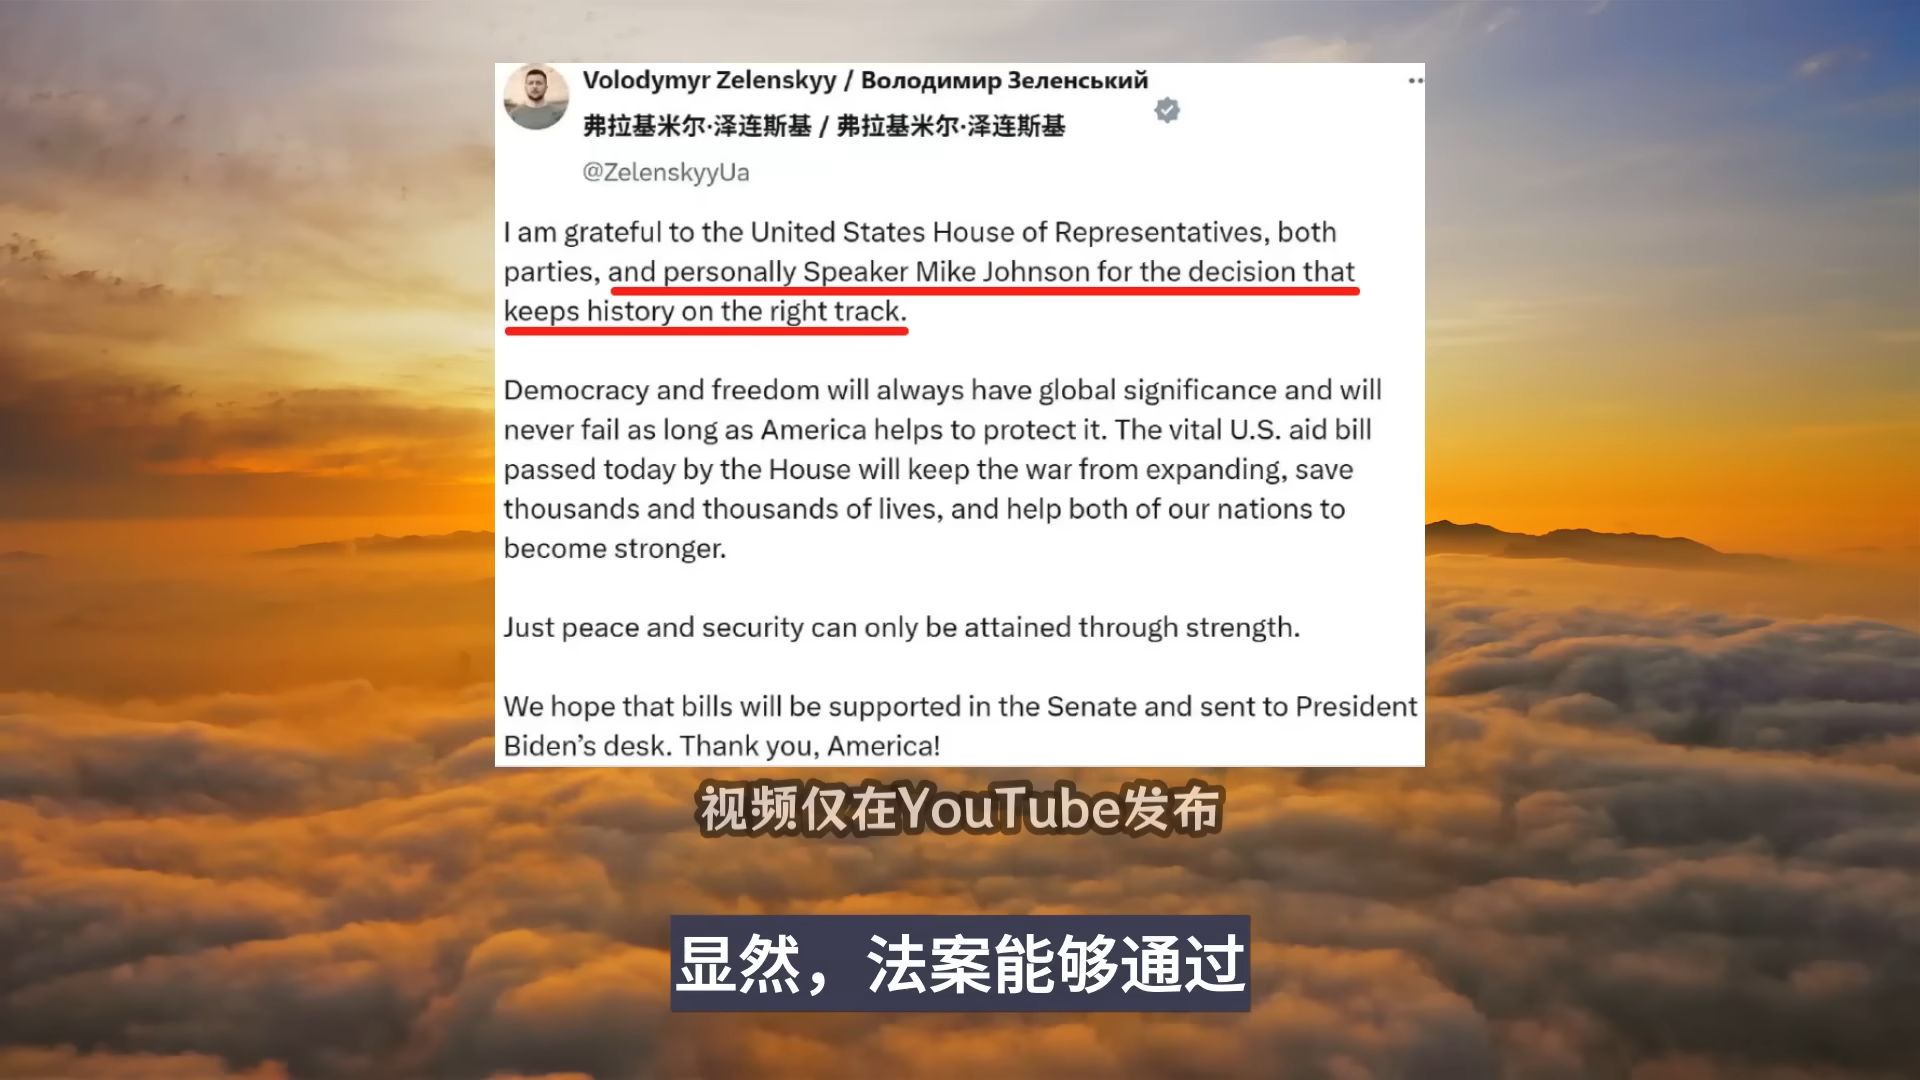 Volodymyr Zelenskyy / Володимир Зеленський
弗拉基米尔·泽连斯基 / 弗拉基米尔·泽连斯基
@ZelenskyyUa
I am grateful to the United States House of Representatives, both
parties, and personally Speaker Mike Johnson for the decision that
keeps history on the right track.
Democracy and freedom will always have global significance and will
never fail as long as America helps to protect it. The vital U.S. aid bill
passed today by the House will keep the war from expanding, save
thousands and thousands of lives, and help both of our nations to
become stronger.
Just peace and security can only be attained through strength.
We hope that bills will be supported in the Senate and sent to President
Biden’s desk. Thank you, America!
视频仅在YouTube发布
显然，法案能够通过